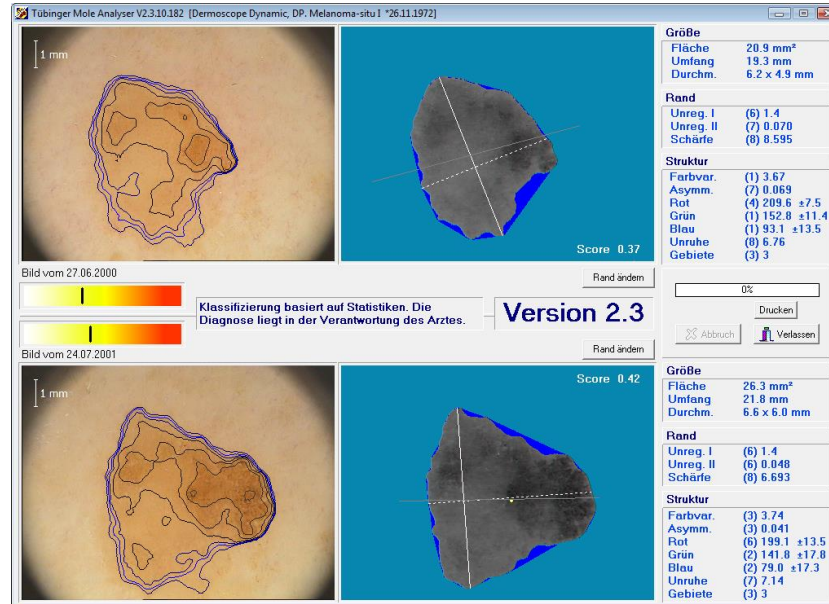 Tübinger Mole Analyser V2.3.10.182 [Dermoscope Dynamic, DP. Melanoma-situ I *26.11.1972]
1 mm
Score 0.37
Größe
Fläche 20.9 mm²
Umfang 19.3 mm
Durchm. 6.2 x 4.9 mm
Rand
Unreg. I (6) 1.4
Unreg. II (7) 0.070
Schärfe (8) 8.595
Struktur
Farbvar. (1) 3.67
Asymm. (7) 0.069
Rot (4) 209.6 ±7.5
Grün (1) 152.8 ±11.4
Blau (1) 93.1 ±13.5
Unruhe (8) 6.76
Gebiete (3) 3
Bild vom 27.06.2000
Rand ändern
Klassifizierung basiert auf Statistiken. Die
Diagnose liegt in der Verantwortung des Arztes.
Version 2.3
0%
Drucken
Abbruch
Verlassen
Bild vom 24.07.2001
Rand ändern
1 mm
Score 0.42
Größe
Fläche 26.3 mm²
Umfang 21.8 mm
Durchm. 6.6 x 6.0 mm
Rand
Unreg. I (6) 1.4
Unreg. II (6) 0.048
Schärfe (8) 6.693
Struktur
Farbvar. (3) 3.74
Asymm. (3) 0.041
Rot (6) 199.1 ±13.5
Grün (2) 141.8 ±17.8
Blau (2) 79.0 ±17.3
Unruhe (7) 7.14
Gebiete (3) 3